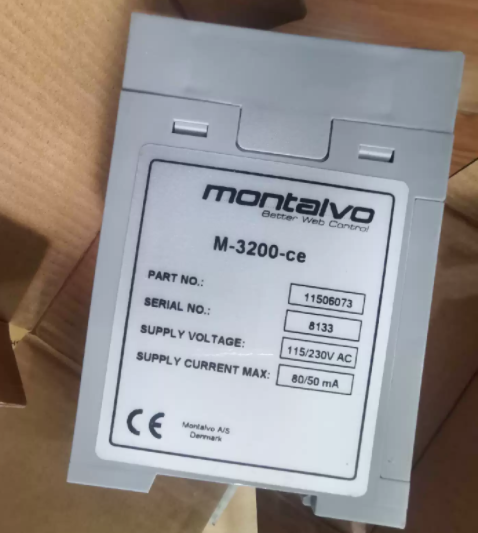 montalvo
Better Web Control
M-3200-ce
PART NO.: 11506073
SERIAL NO.: 8133
SUPPLY VOLTAGE: 115/230V AC
SUPPLY CURRENT MAX: 80/50 mA
CE
Montalvo A/S
Denmark